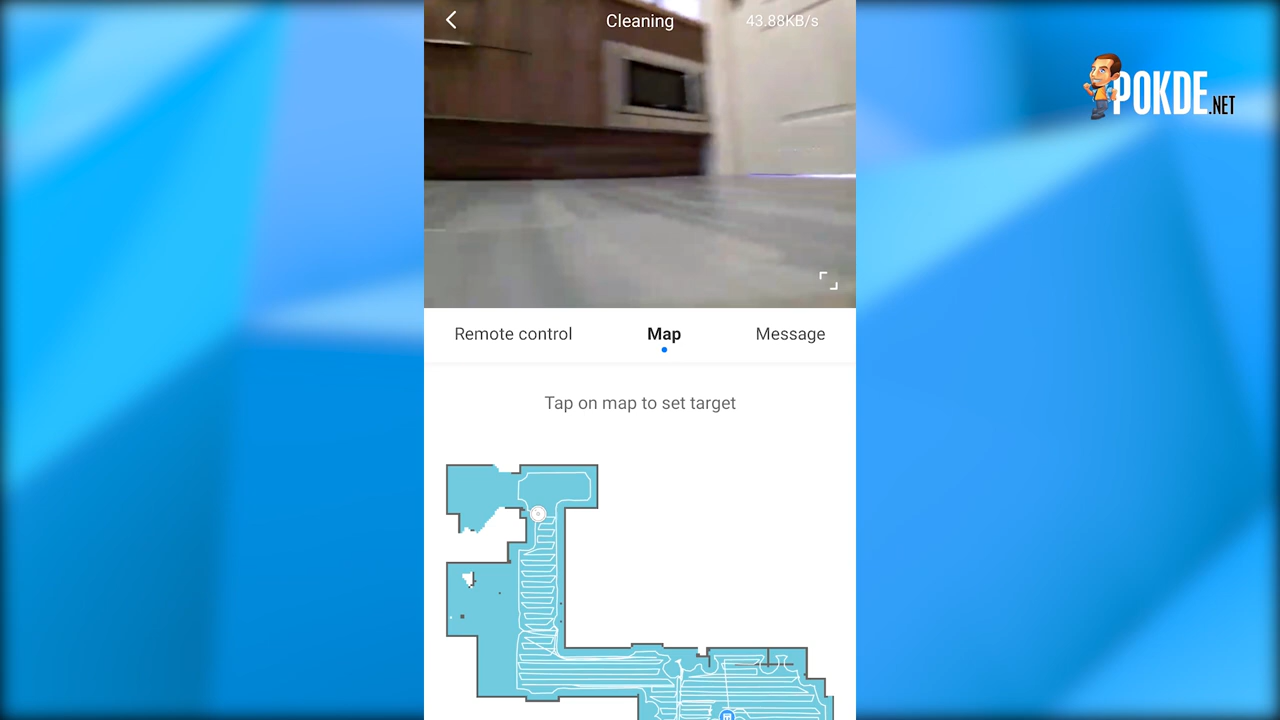 Cleaning
43.88KB/s
POKDE.NET
Remote control
Map
Message
Tap on map to set target